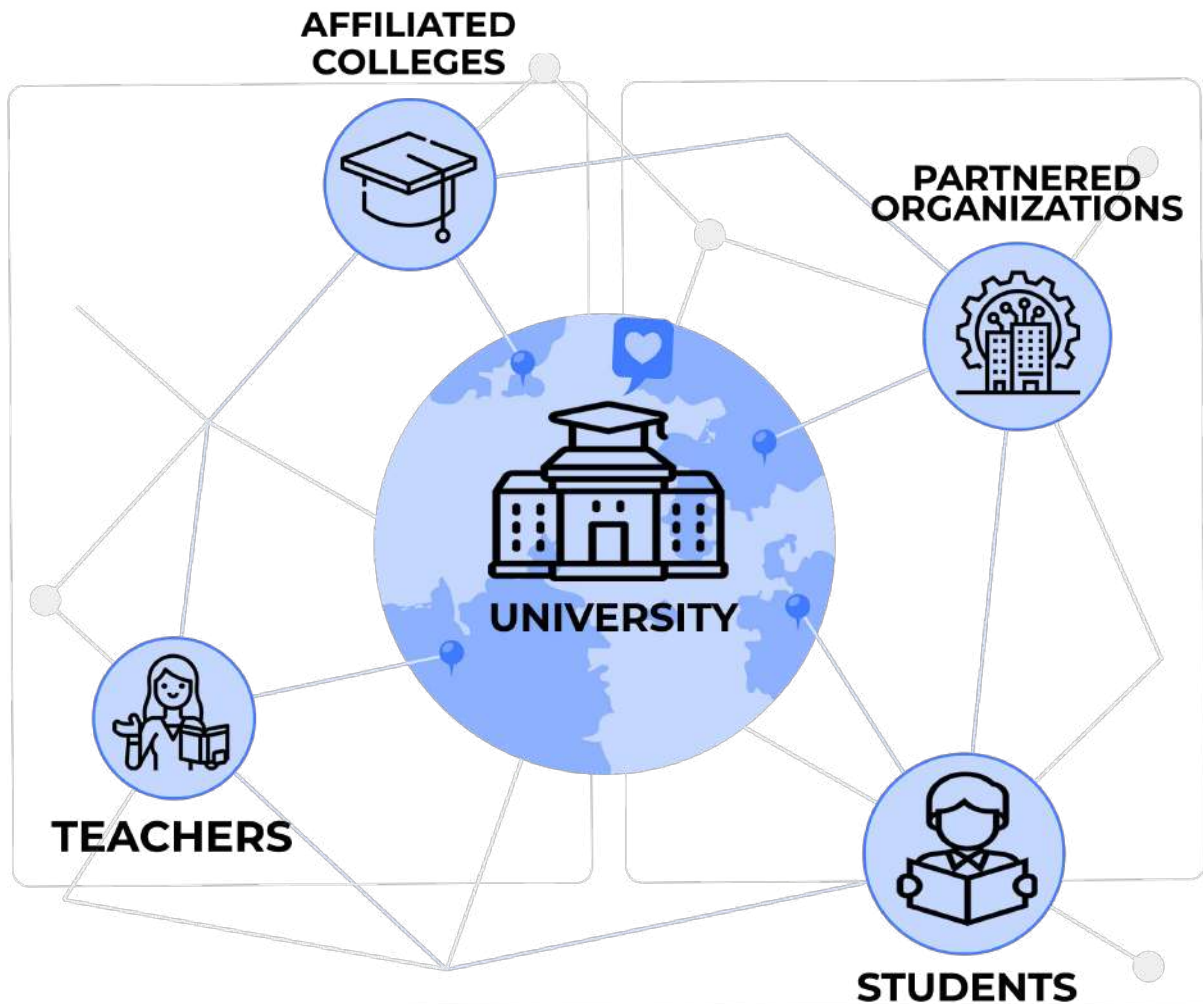 AFFILIATED
COLLEGES
PARTNERED
ORGANIZATIONS
UNIVERSITY
TEACHERS
STUDENTS